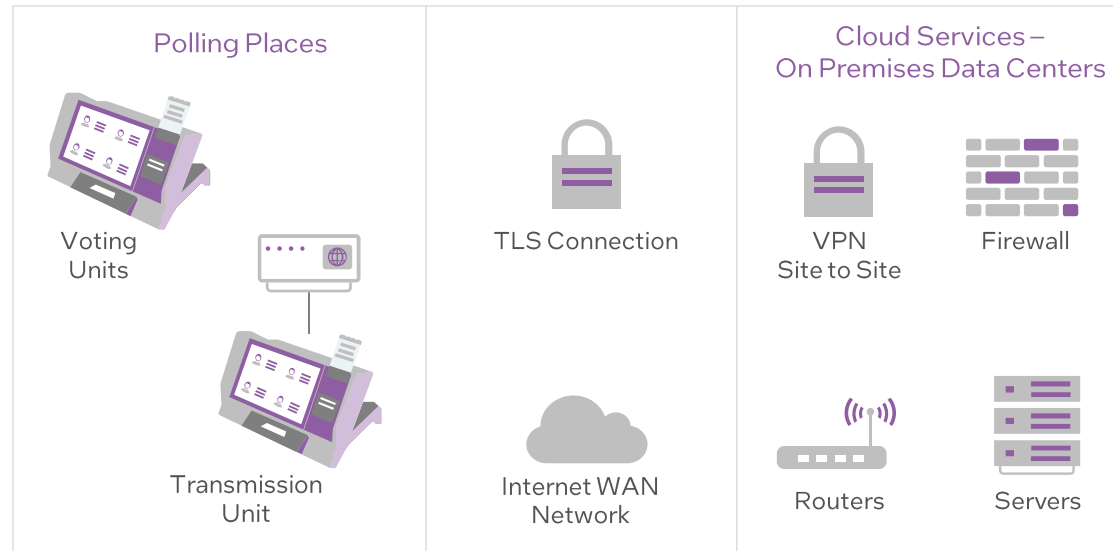 Polling Places
Voting
Units
Transmission
Unit
TLS Connection
Internet WAN
Network
Cloud Services –
On Premises Data Centers
VPN
Site to Site
Firewall
Routers
Servers